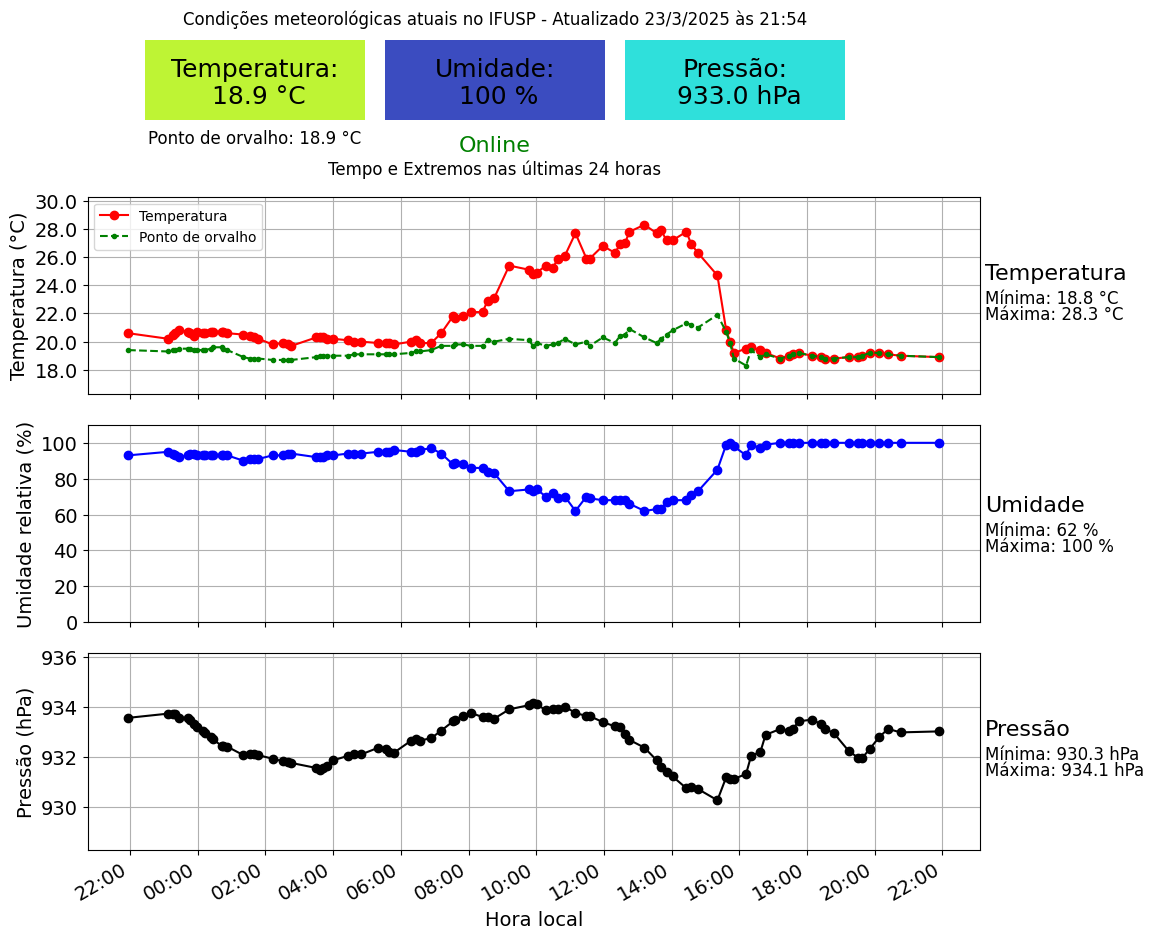 Condições meteorológicas atuais no IFUSP - Atualizado 23/3/2025 às 21:54
Temperatura:
18.9 °C
Umidade:
100 %
Pressão:
933.0 hPa
Ponto de orvalho: 18.9 °C
Online
Tempo e Extremos nas últimas 24 horas
Temperatura (°C)
30.0
28.0
26.0
24.0
22.0
20.0
18.0
Temperatura
Ponto de orvalho
Temperatura
Mínima: 18.8 °C
Máxima: 28.3 °C
Umidade relativa (%)
100
80
60
40
20
0
Umidade
Mínima: 62 %
Máxima: 100 %
Pressão (hPa)
936
934
932
930
Pressão
Mínima: 930.3 hPa
Máxima: 934.1 hPa
22:00 00:00 02:00 04:00 06:00 08:00 10:00 12:00 14:00 16:00 18:00 20:00 22:00
Hora local